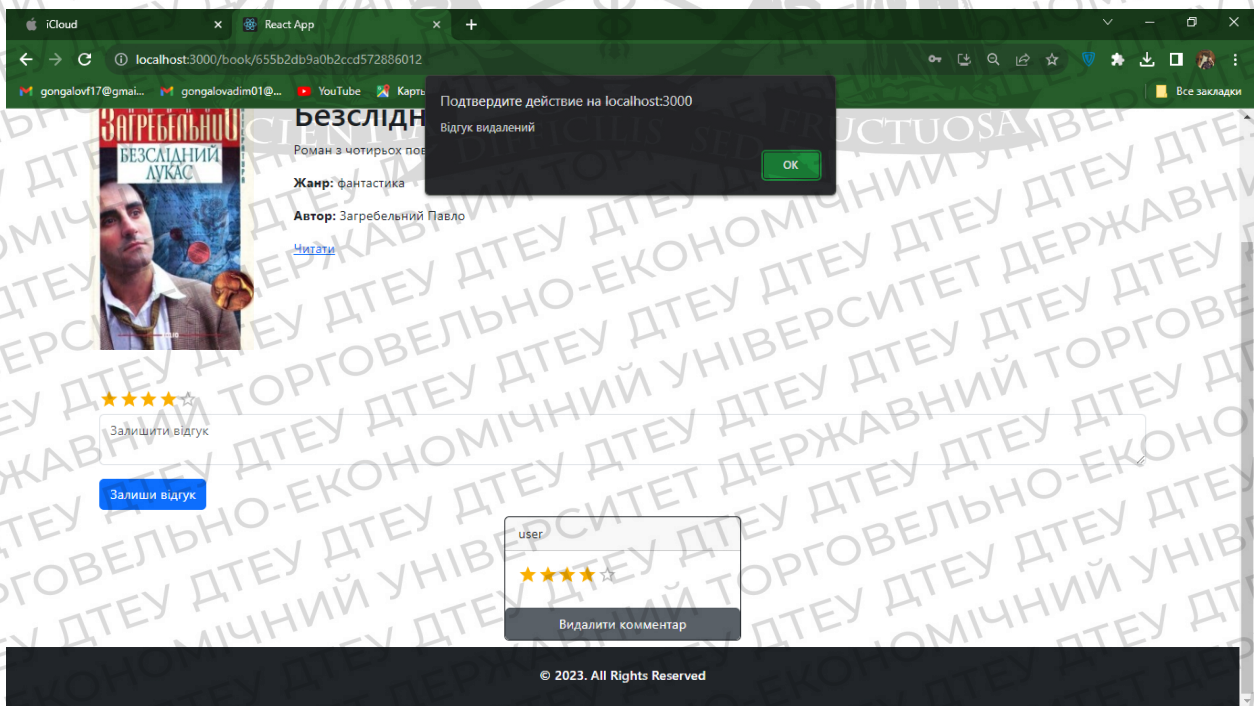 iCloud
React App
localhost:3000/book/655b2db9a0b2ccd572886012
gongalovf17@gmai...
gongalovadim01@...
YouTube
Карть
Все закладки
Подтвердите действие на localhost:3000
Відгук видалений
OK
ЗАГРЕБЕЛЬНИЙ
БЕЗСЛІДНИЙ
ЛУКАС
Безслідн
Роман з чотирьох пов
Жанр: фантастика
Автор: Загребельний Павло
Читати
Залишити відгук
Залиши відгук
user
Видалити комментар
© 2023. All Rights Reserved